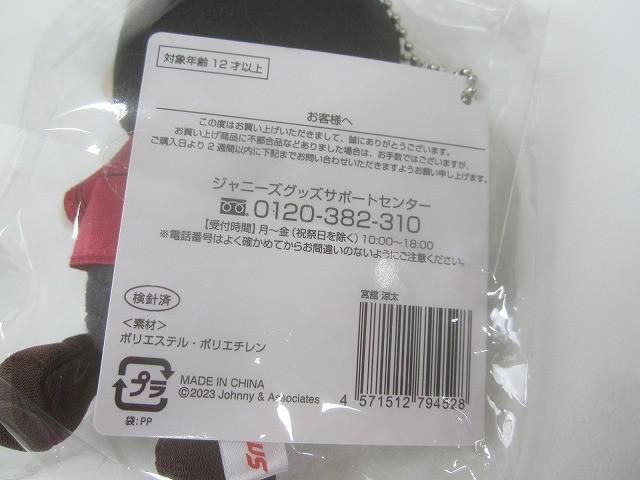 対象年齢12才以上
お客様へ
この度はお買い上げいただきまして、誠にありがとうございます。
お買い上げ商品に不都合品などありました場合は、お手数ではございますが、
ご購入日より2週間以内に下記までお問い合わせいただきますようお願い申し上げます。
ジャニーズグッズサポートセンター
0120-382-310
【受付時間】月～金(祝祭日を除く)10:00～18:00
※電話番号はよく確かめてからお間違いのないようにご注意ください。
検針済
＜素材＞
ポリエステル・ポリエチレン
プラ
袋:PP
MADE IN CHINA
©2023 Johnny & Associates
宮舘 涼太
4 571512 794528